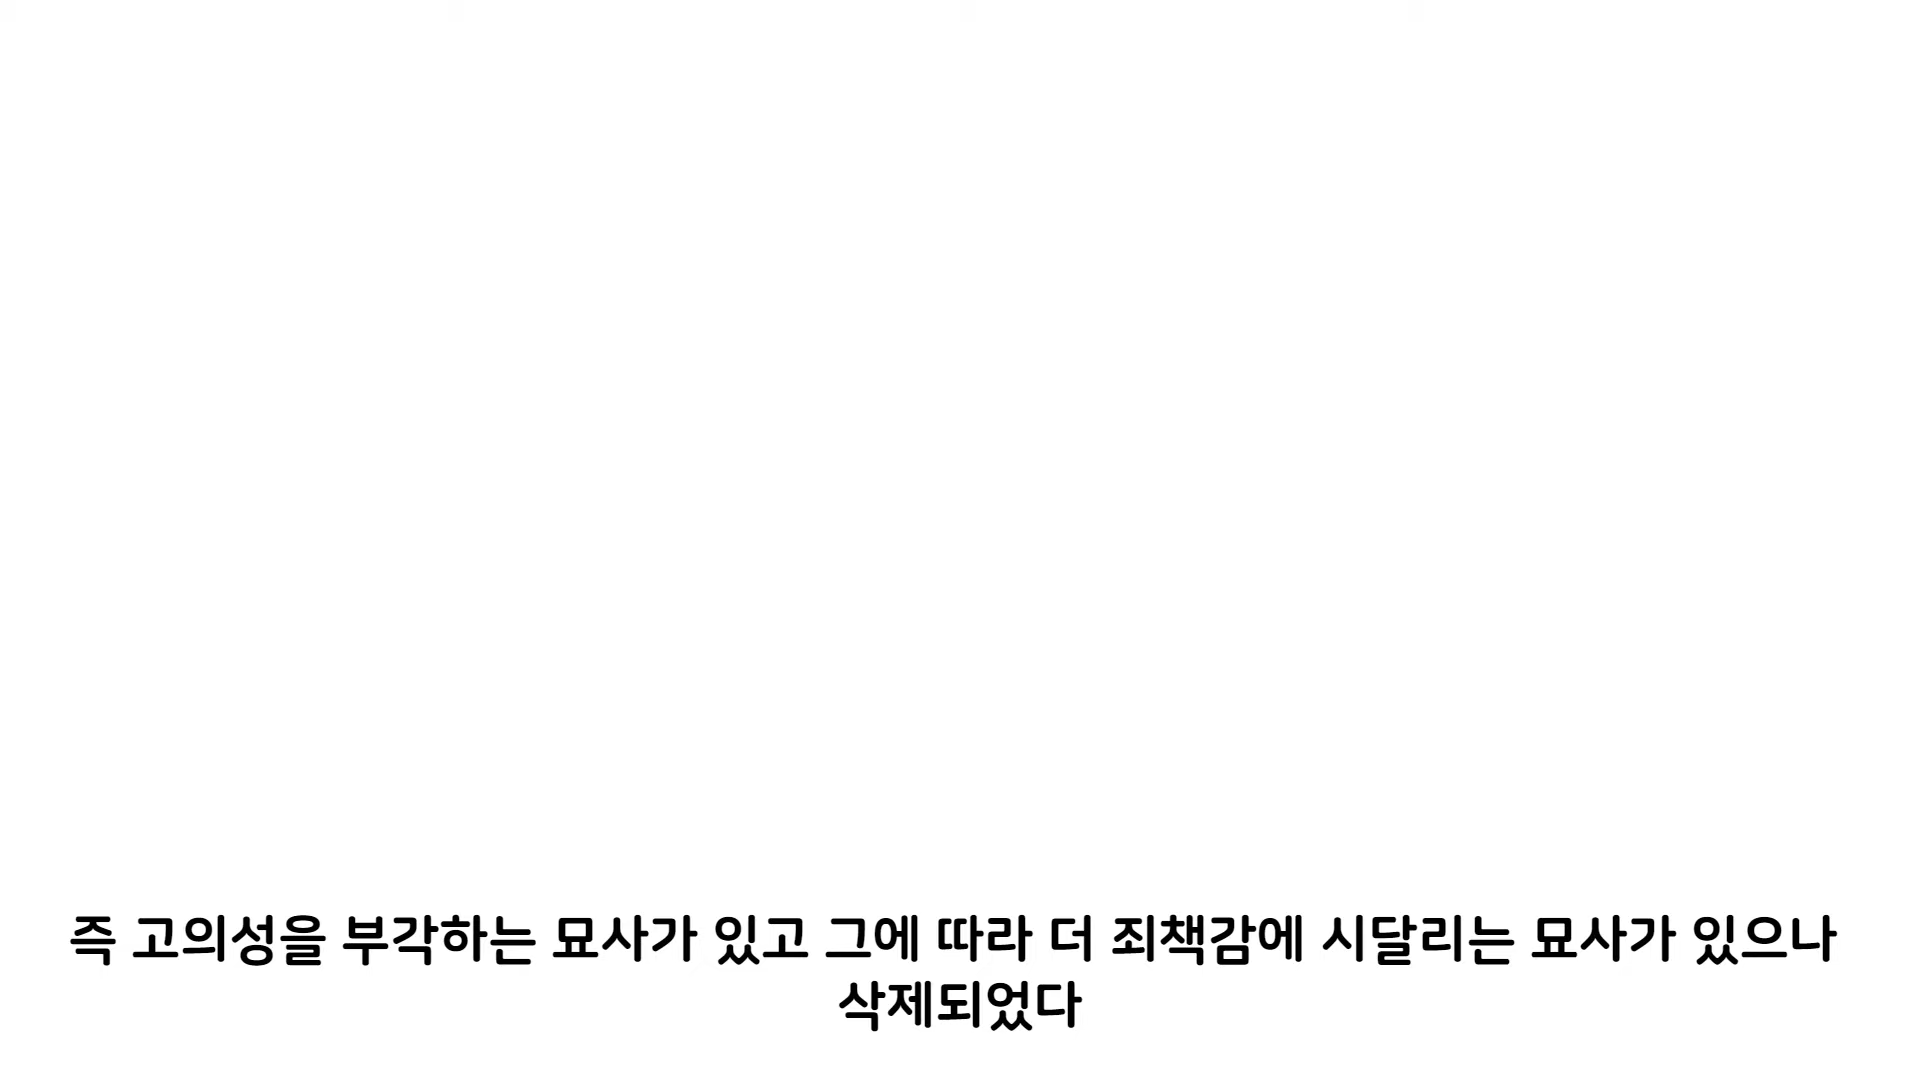 즉 고의성을 부각하는 묘사가 있고 그에 따라 더 죄책감에 시달리는 묘사가 있으나
삭제되었다